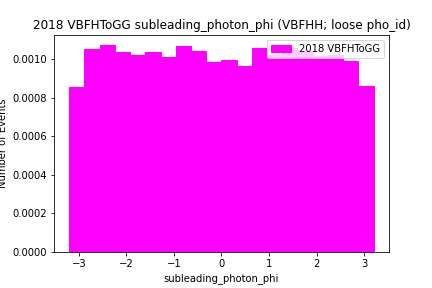 2018 VBFHToGG subleading_photon_phi (VBFHH; loose pho_id)
2018 VBFHToGG
Number of Events
0.0010
0.0008
0.0006
0.0004
0.0002
0.0000
−3 −2 −1 0 1 2 3
subleading_photon_phi